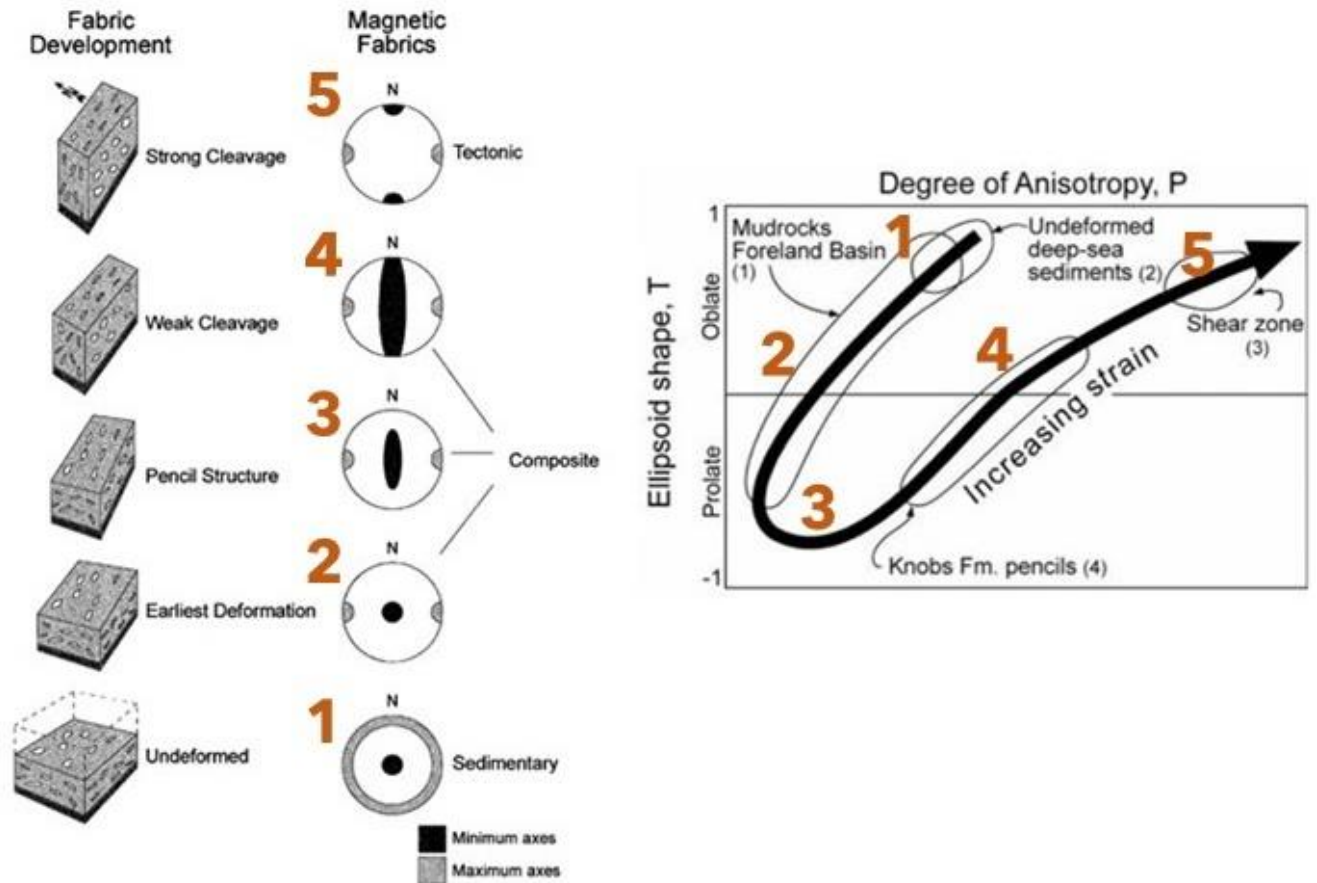 Fabric
Development
Magnetic
Fabrics
5
N
Strong Cleavage
Tectonic
4
N
Weak Cleavage
3
N
Pencil Structure
Composite
2
N
Earliest Deformation
1
N
Undeformed
Sedimentary
Minimum axes
Maximum axes
Degree of Anisotropy, P
Ellipsoid shape, T
1
Oblate
Prolate
-1
Mudrocks
Foreland Basin
(1)
1
Undeformed
deep-sea
sediments (2)
5
Shear zone
(3)
2
4
Increasing strain
3
Knobs Fm. pencils (4)